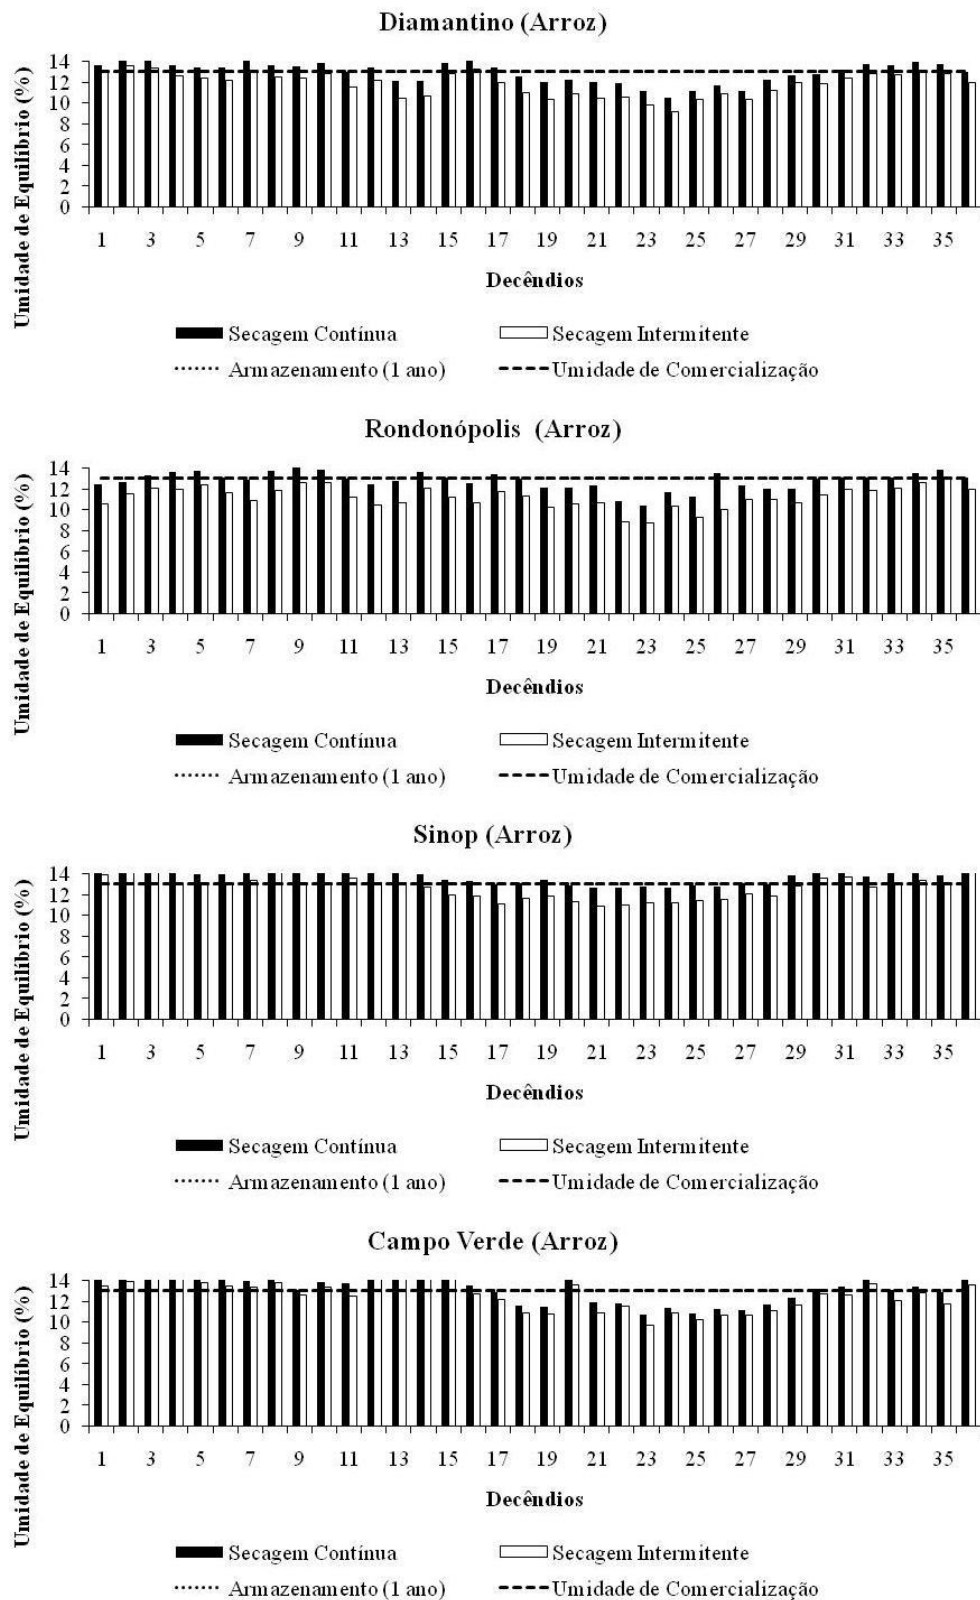 Diamantino (Arroz)
Umidade de Equilíbrio (%)
14
12
10
8
6
4
2
0
1 3 5 7 9 11 13 15 17 19 21 23 25 27 29 31 33 35
Decêndios
Secagem Contínua Secagem Intermitente
Armazenamento (1 ano) Umidade de Comercialização
Rondonópolis (Arroz)
Umidade de Equilíbrio (%)
14
12
10
8
6
4
2
0
1 3 5 7 9 11 13 15 17 19 21 23 25 27 29 31 33 35
Decêndios
Secagem Contínua Secagem Intermitente
Armazenamento (1 ano) Umidade de Comercialização
Sinop (Arroz)
Umidade de Equilíbrio (%)
14
12
10
8
6
4
2
0
1 3 5 7 9 11 13 15 17 19 21 23 25 27 29 31 33 35
Decêndios
Secagem Contínua Secagem Intermitente
Armazenamento (1 ano) Umidade de Comercialização
Campo Verde (Arroz)
Umidade de Equilíbrio (%)
14
12
10
8
6
4
2
0
1 3 5 7 9 11 13 15 17 19 21 23 25 27 29 31 33 35
Decêndios
Secagem Contínua Secagem Intermitente
Armazenamento (1 ano) Umidade de Comercialização